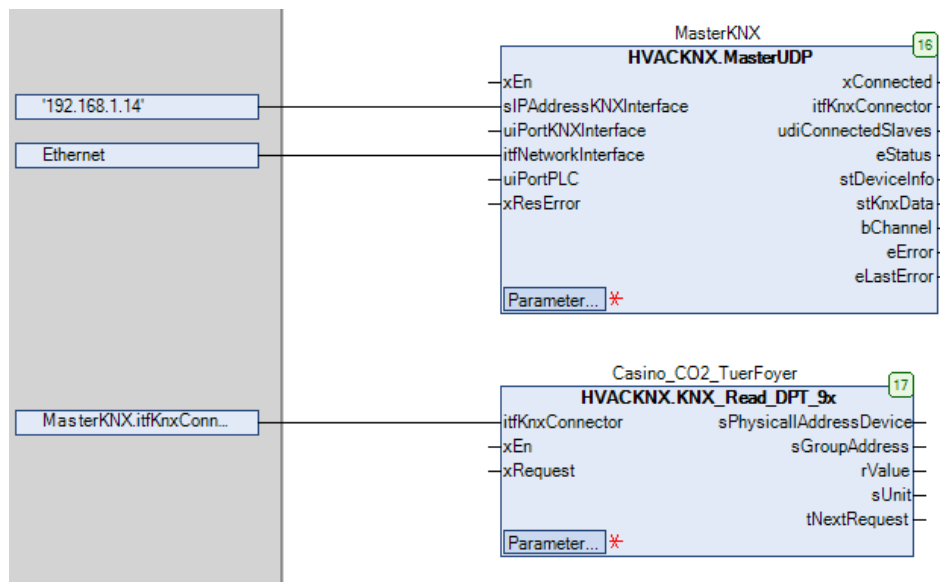 MasterKNX
16
HVACKNX.MasterUDP
xEn xConnected
'192.168.1.14' sIPAddressKNXInterface itfKnxConnector
uiPortKNXInterface udiConnectedSlaves
Ethernet itfNetworkInterface eStatus
uiPortPLC stDeviceInfo
xResError stKnxData
bChannel
eError
eLastError
Parameter...
Casino_CO2_TuerFoyer
17
HVACKNX.KNX_Read_DPT_9x
MasterKNX.itfKnxConn... itfKnxConnector sPhysicallAddressDevice
xEn sGroupAddress
xRequest rValue
sUnit
tNextRequest
Parameter...